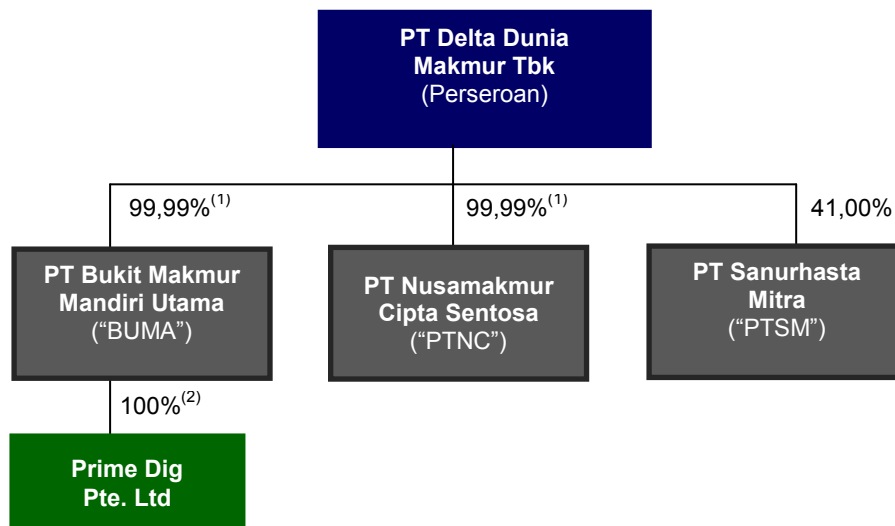 PT Delta Dunia
Makmur Tbk
(Perseroan)
99,99%(1)
99,99%(1)
41,00%
PT Bukit Makmur
Mandiri Utama
(“BUMA”)
PT Nusamakmur
Cipta Sentosa
(“PTNC”)
PT Sanurhasta
Mitra
(“PTSM”)
100%(2)
Prime Dig
Pte. Ltd